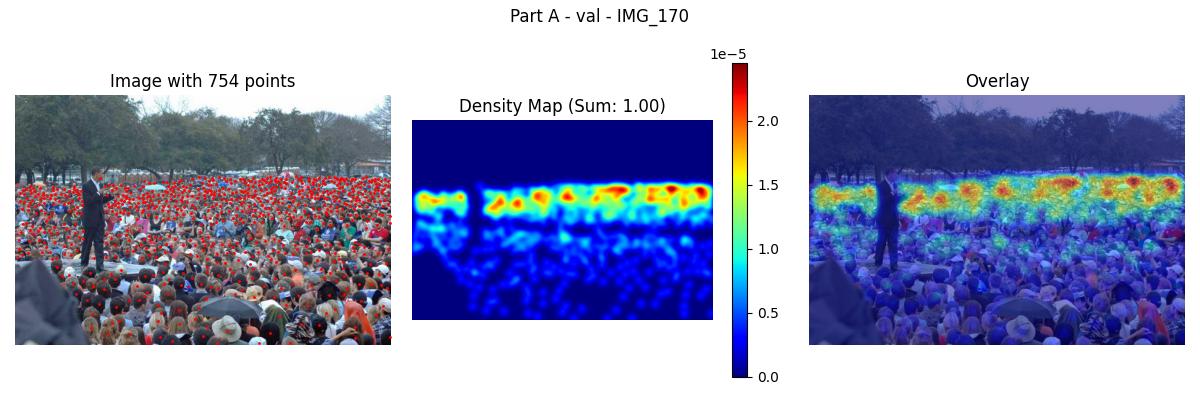 Part A - val - IMG_170
Image with 754 points
Density Map (Sum: 1.00)
1e−5
2.0
1.5
1.0
0.5
0.0
Overlay